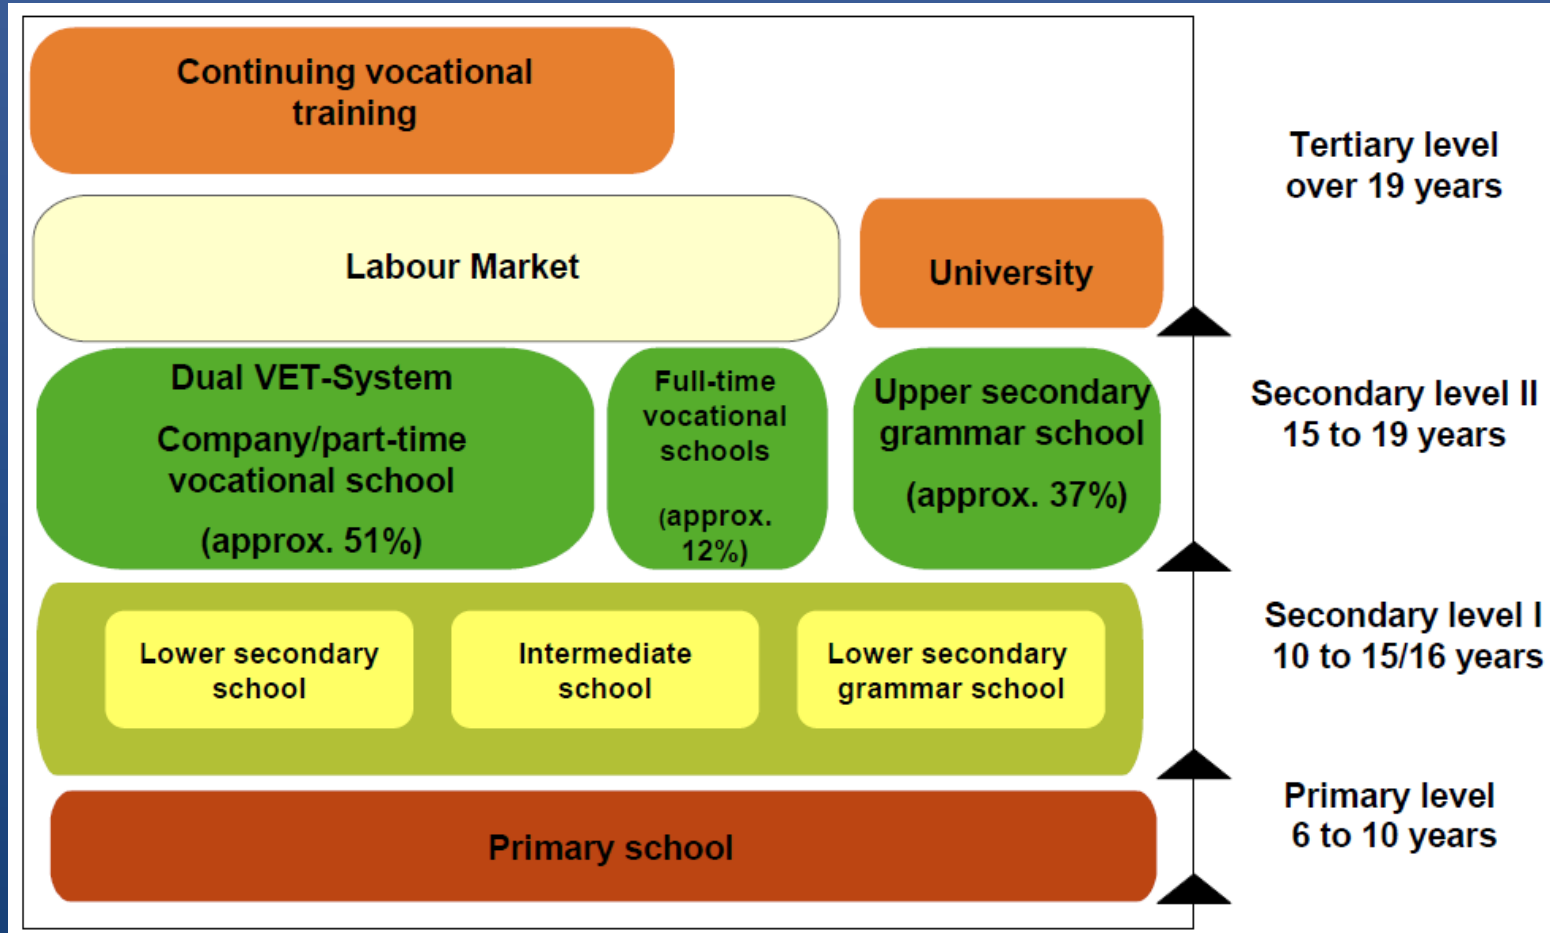 Continuing vocational
training
Tertiary level
over 19 years
Labour Market
University
Dual VET-System
Company/part-time
vocational school
(approx. 51%)
Full-time
vocational
schools
(approx.
12%)
Upper secondary
grammar school
(approx. 37%)
Secondary level II
15 to 19 years
Lower secondary
school
Intermediate
school
Lower secondary
grammar school
Secondary level I
10 to 15/16 years
Primary school
Primary level
6 to 10 years